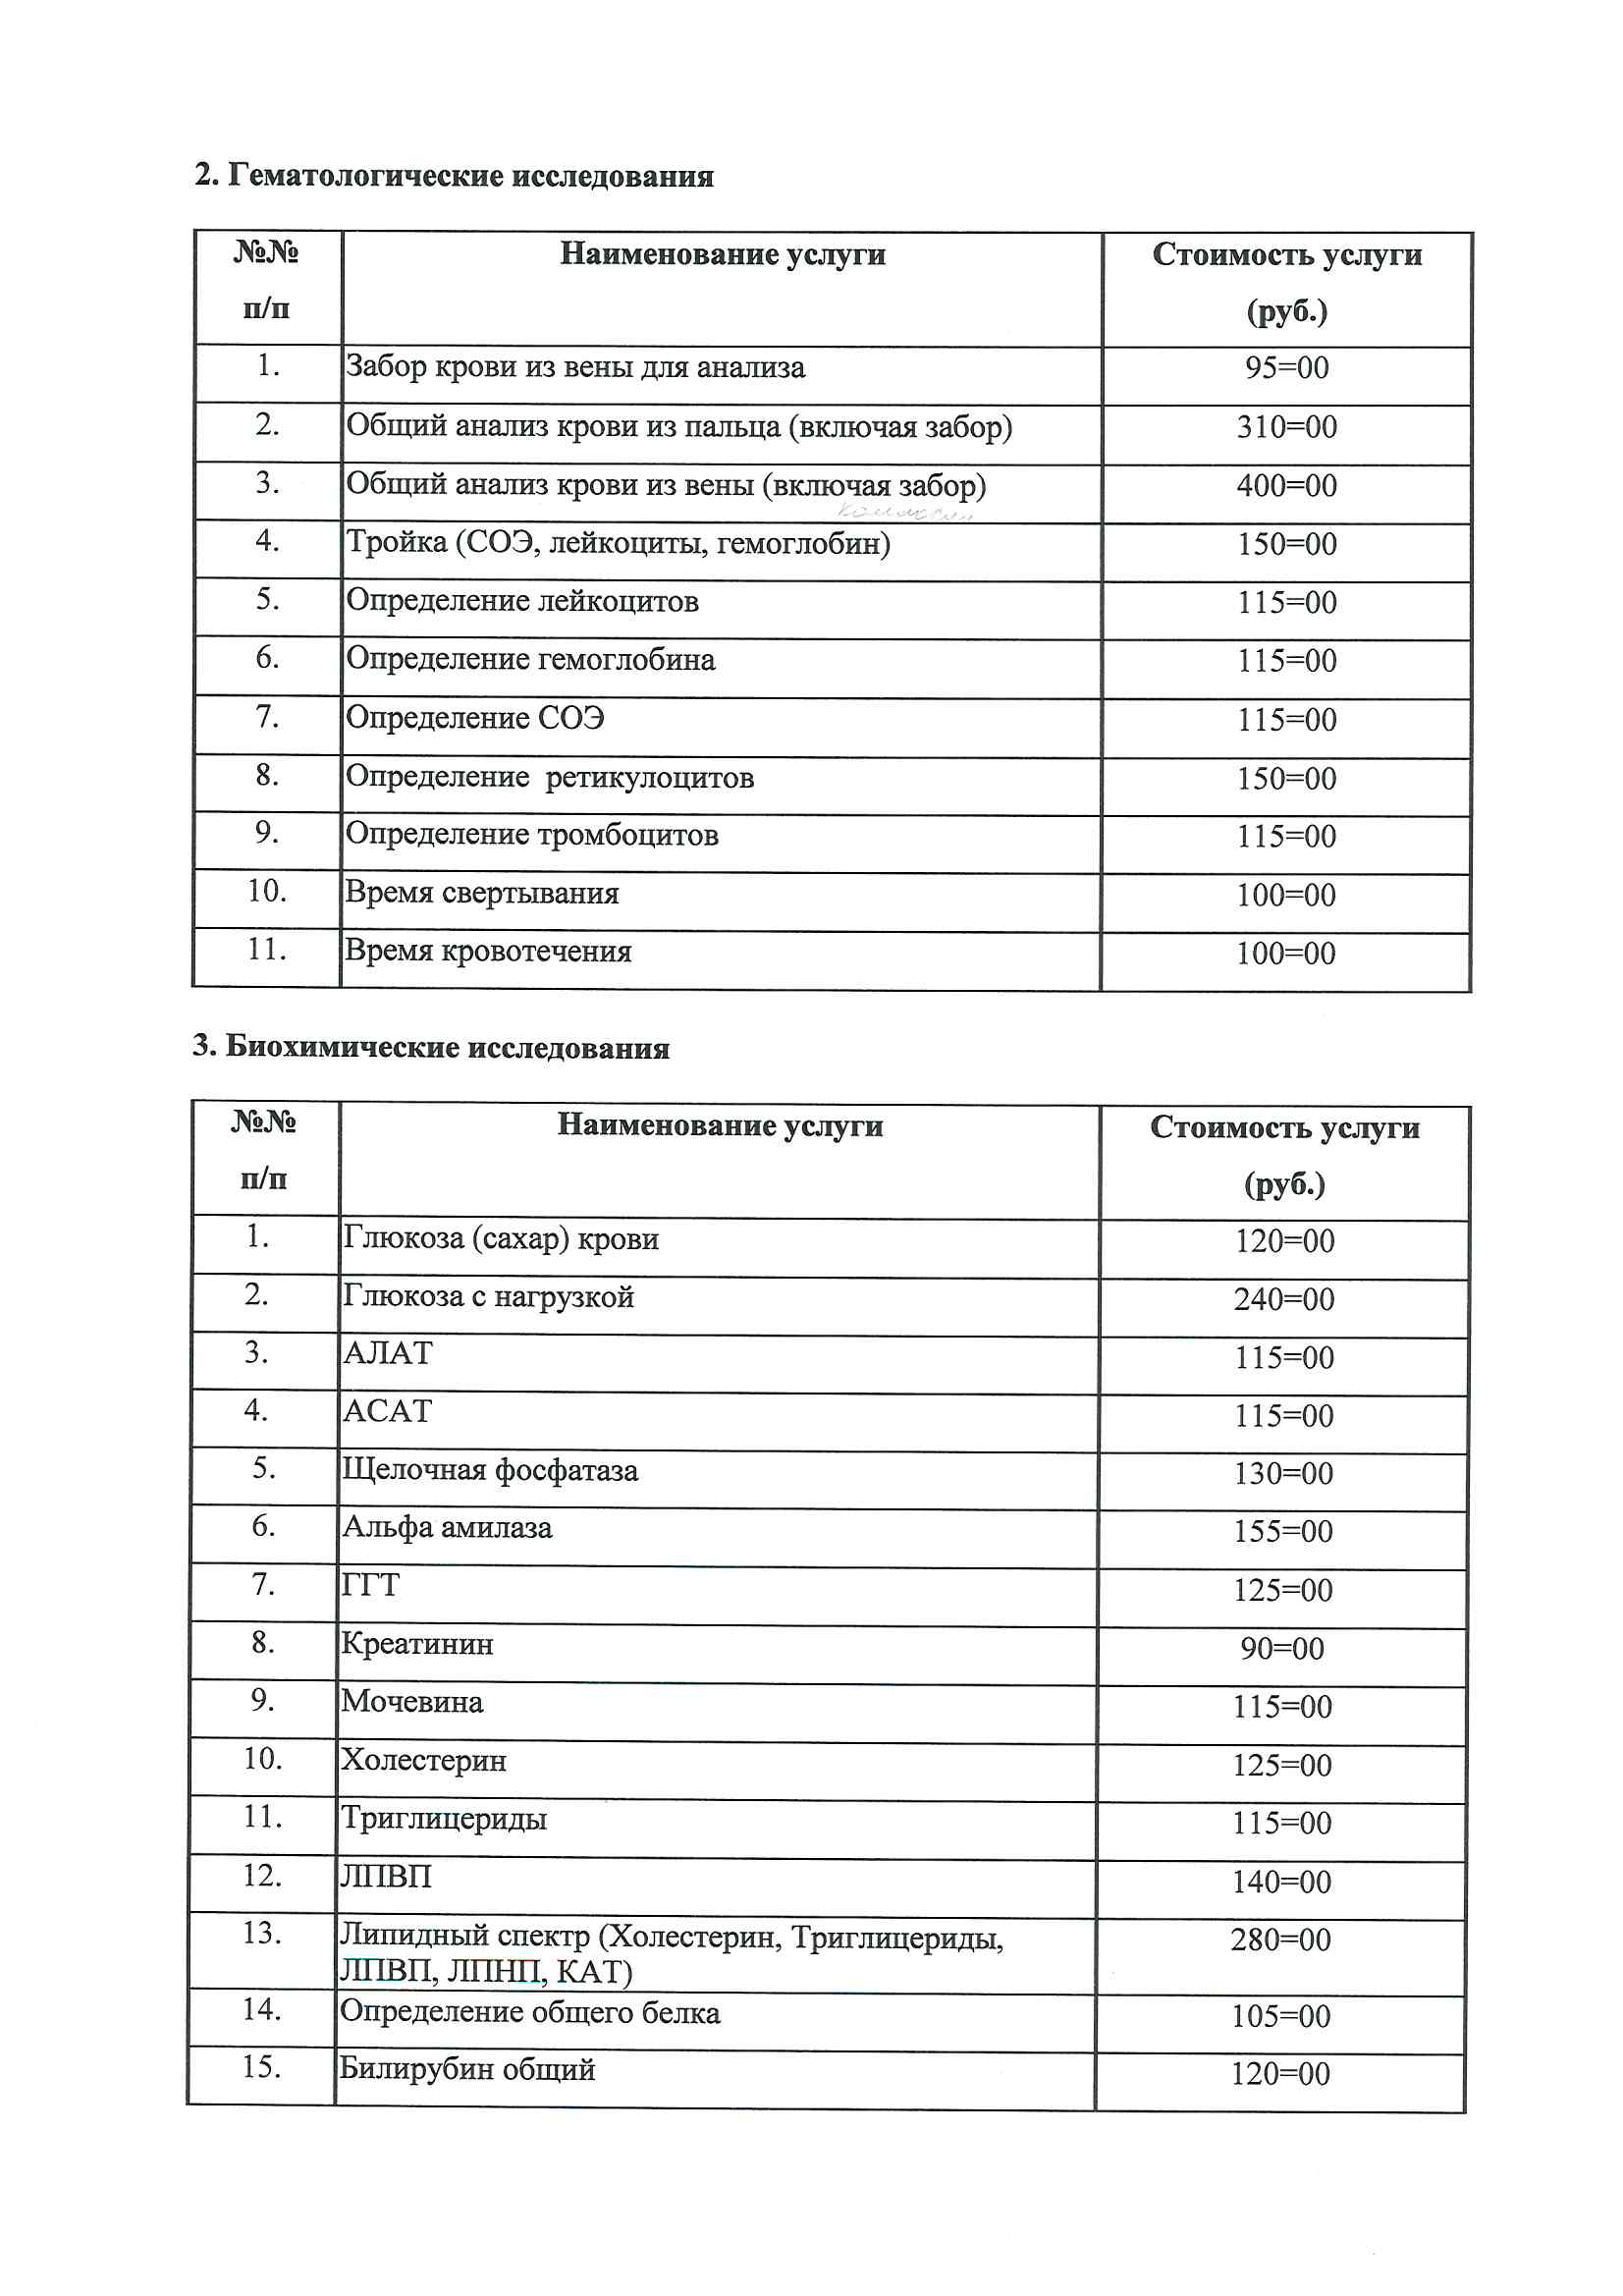 2. Гематологические исследования
№№ Наименование услуги Стоимость услуги
п/п (руб.)
1. Забор крови из вены для анализа 95=00
2. Общий анализ крови из пальца (включая забор) 310=00
3. Общий анализ крови из вены (включая забор) 400=00
4. Тройка (СОЭ, лейкоциты, гемоглобин) 150=00
5. Определение лейкоцитов 115=00
6. Определение гемоглобина 115=00
7. Определение СОЭ 115=00
8. Определение ретикулоцитов 150=00
9. Определение тромбоцитов 115=00
10. Время свертывания 100=00
11. Время кровотечения 100=00
3. Биохимические исследования
№№ Наименование услуги Стоимость услуги
п/п (руб.)
1. Глюкоза (сахар) крови 120=00
2. Глюкоза с нагрузкой 240=00
3. АЛАТ 115=00
4. АСАТ 115=00
5. Щелочная фосфатаза 130=00
6. Альфа амилаза 155=00
7. ГГТ 125=00
8. Креатинин 90=00
9. Мочевина 115=00
10. Холестерин 125=00
11. Триглицериды 115=00
12. ЛПВП 140=00
13. Липидный спектр (Холестерин, Триглицериды, 280=00
ЛПВП, ЛПНП, КАТ)
14. Определение общего белка 105=00
15. Билирубин общий 120=00